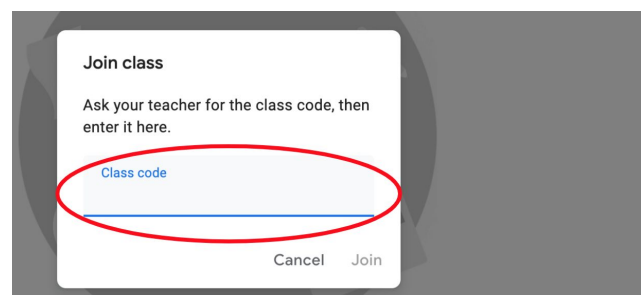 Join class
Ask your teacher for the class code, then
enter it here.
Class code
Cancel Join